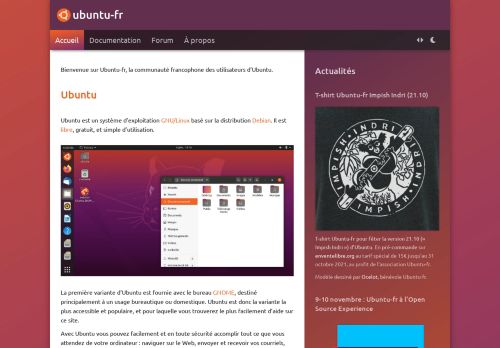 ubuntu-fr
Accueil Documentation Forum À propos
Bienvenue sur Ubuntu-fr, la communauté francophone des utilisateurs d'Ubuntu.
Ubuntu
Ubuntu est un système d'exploitation GNU/Linux basé sur la distribution Debian. Il est
libre, gratuit, et simple d'utilisation.
La première variante d'Ubuntu est fournie avec le bureau GNOME, destiné
principalement à un usage bureautique ou domestique. Ubuntu est donc la variante la
plus accessible et populaire, et pour laquelle vous trouverez le plus facilement d'aide sur
ce site.
Avec Ubuntu vous pouvez facilement et en toute sécurité accomplir tout ce que vous
attendez de votre ordinateur : naviguer sur le Web, envoyer et recevoir vos courriels,
Actualités
T-shirt Ubuntu-fr Impish Indri (21.10)
IMPISH·INDRI
IMPISH
T-shirt Ubuntu-fr pour fêter la version 21.10 («
Impish Indri ») d'Ubuntu. En pré-commande sur
enventelibre.org au tarif spécial de 15€ jusqu'au 31
octobre 2021, au profit de l'association Ubuntu-fr.
Modèle dessiné par Ocelot, bénévole Ubuntu-fr.
9-10 novembre : Ubuntu-fr à l'Open
Source Experience